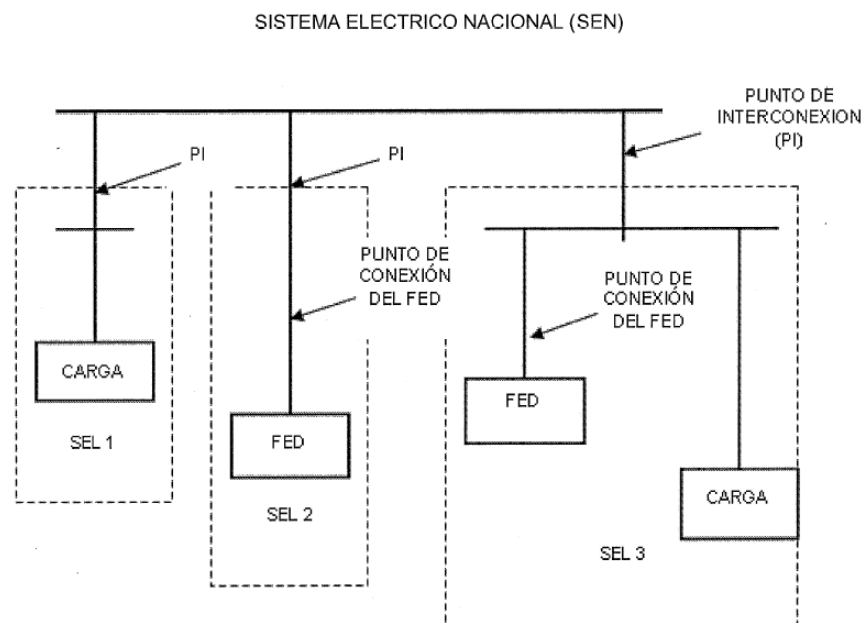 SISTEMA ELECTRICO NACIONAL (SEN)
PUNTO DE
INTERCONEXION
(PI)
PI
PI
PUNTO DE
CONEXIÓN
DEL FED
PUNTO DE
CONEXIÓN
DEL FED
CARGA
SEL 1
FED
SEL 2
FED
CARGA
SEL 3